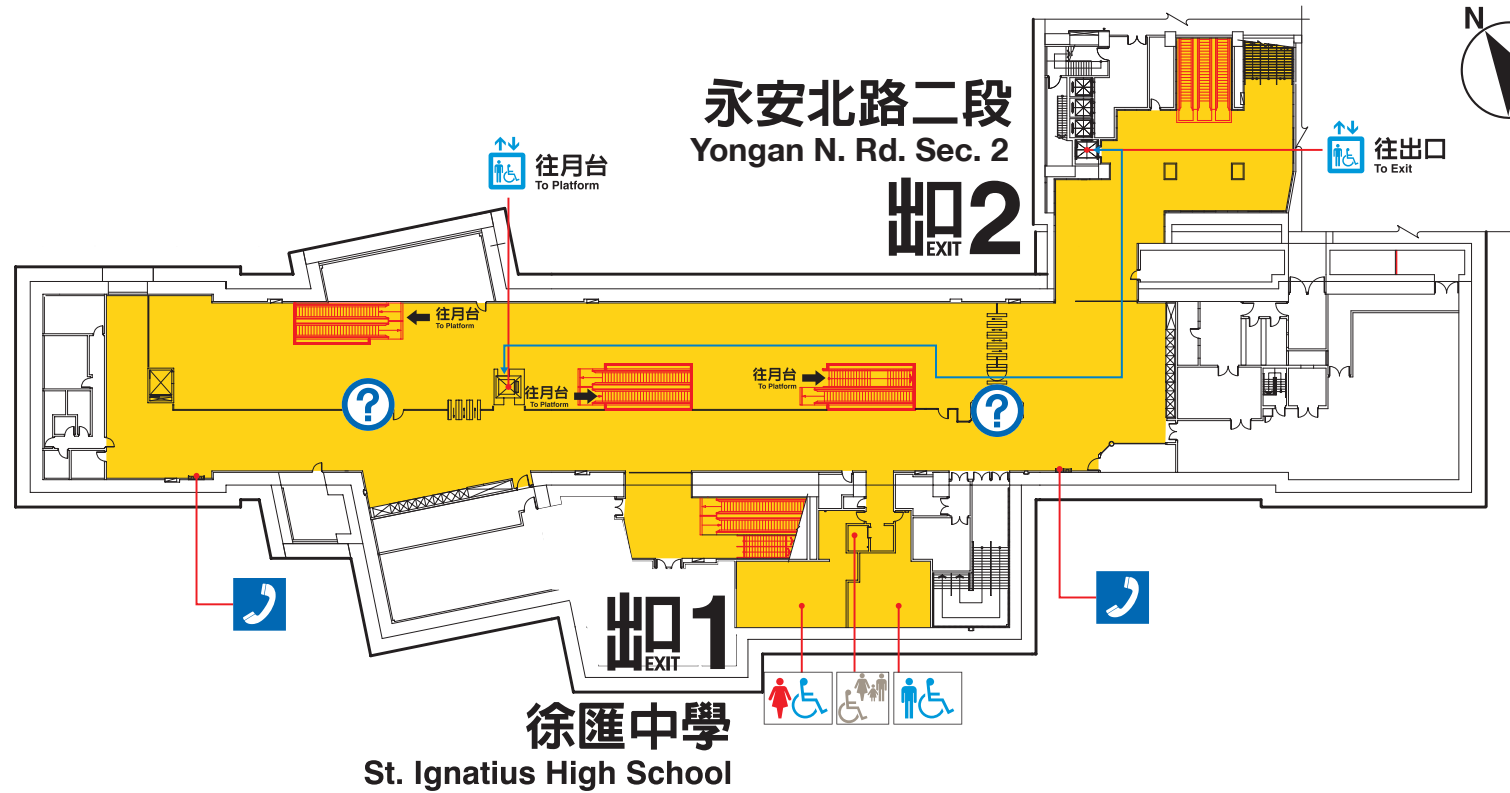 N
永安北路二段
Yongan N. Rd. Sec. 2
出口 2
EXIT
往月台
To Platform
往出口
To Exit
往月台
To Platform
往月台
To Platform
往月台
To Platform
?
?
出口 1
EXIT
徐匯中學
St. Ignatius High School